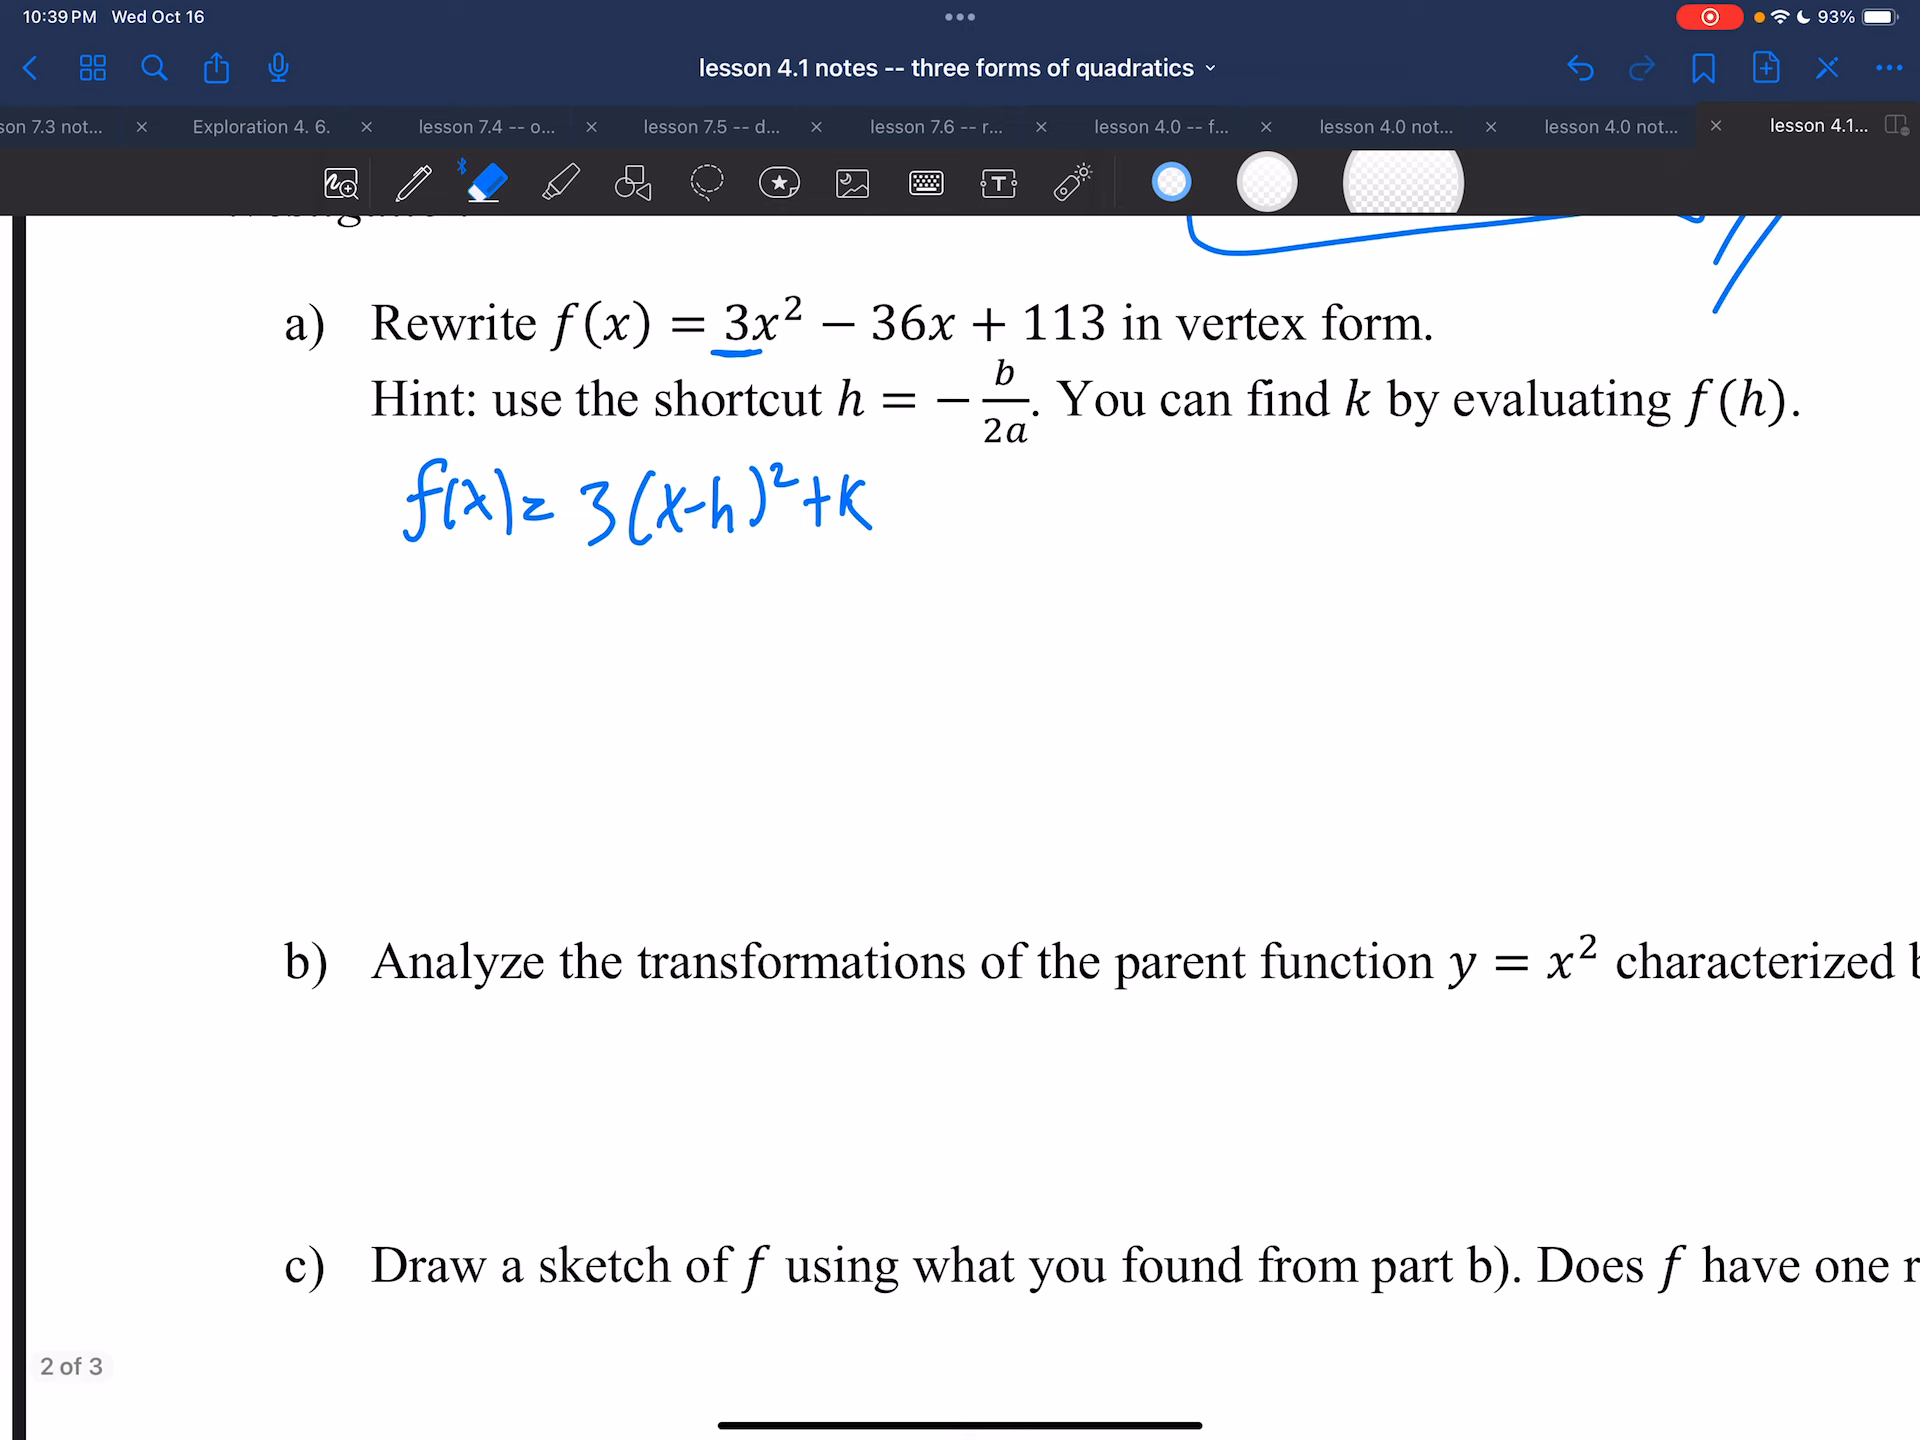 10:39 PM Wed Oct 16
93%
lesson 4.1 notes -- three forms of quadratics
son 7.3 not... × Exploration 4. 6. × lesson 7.4 -- o... × lesson 7.5 -- d... × lesson 7.6 -- r... × lesson 4.0 -- f... × lesson 4.0 not... × lesson 4.0 not... × lesson 4.1...
T
a) Rewrite f(x) = 3x² − 36x + 113 in vertex form.
Hint: use the shortcut h = −b/2a. You can find k by evaluating f(h).
f(x) = 3(x-h)²+k
b) Analyze the transformations of the parent function y = x² characterized b
c) Draw a sketch of f using what you found from part b). Does f have one r
2 of 3